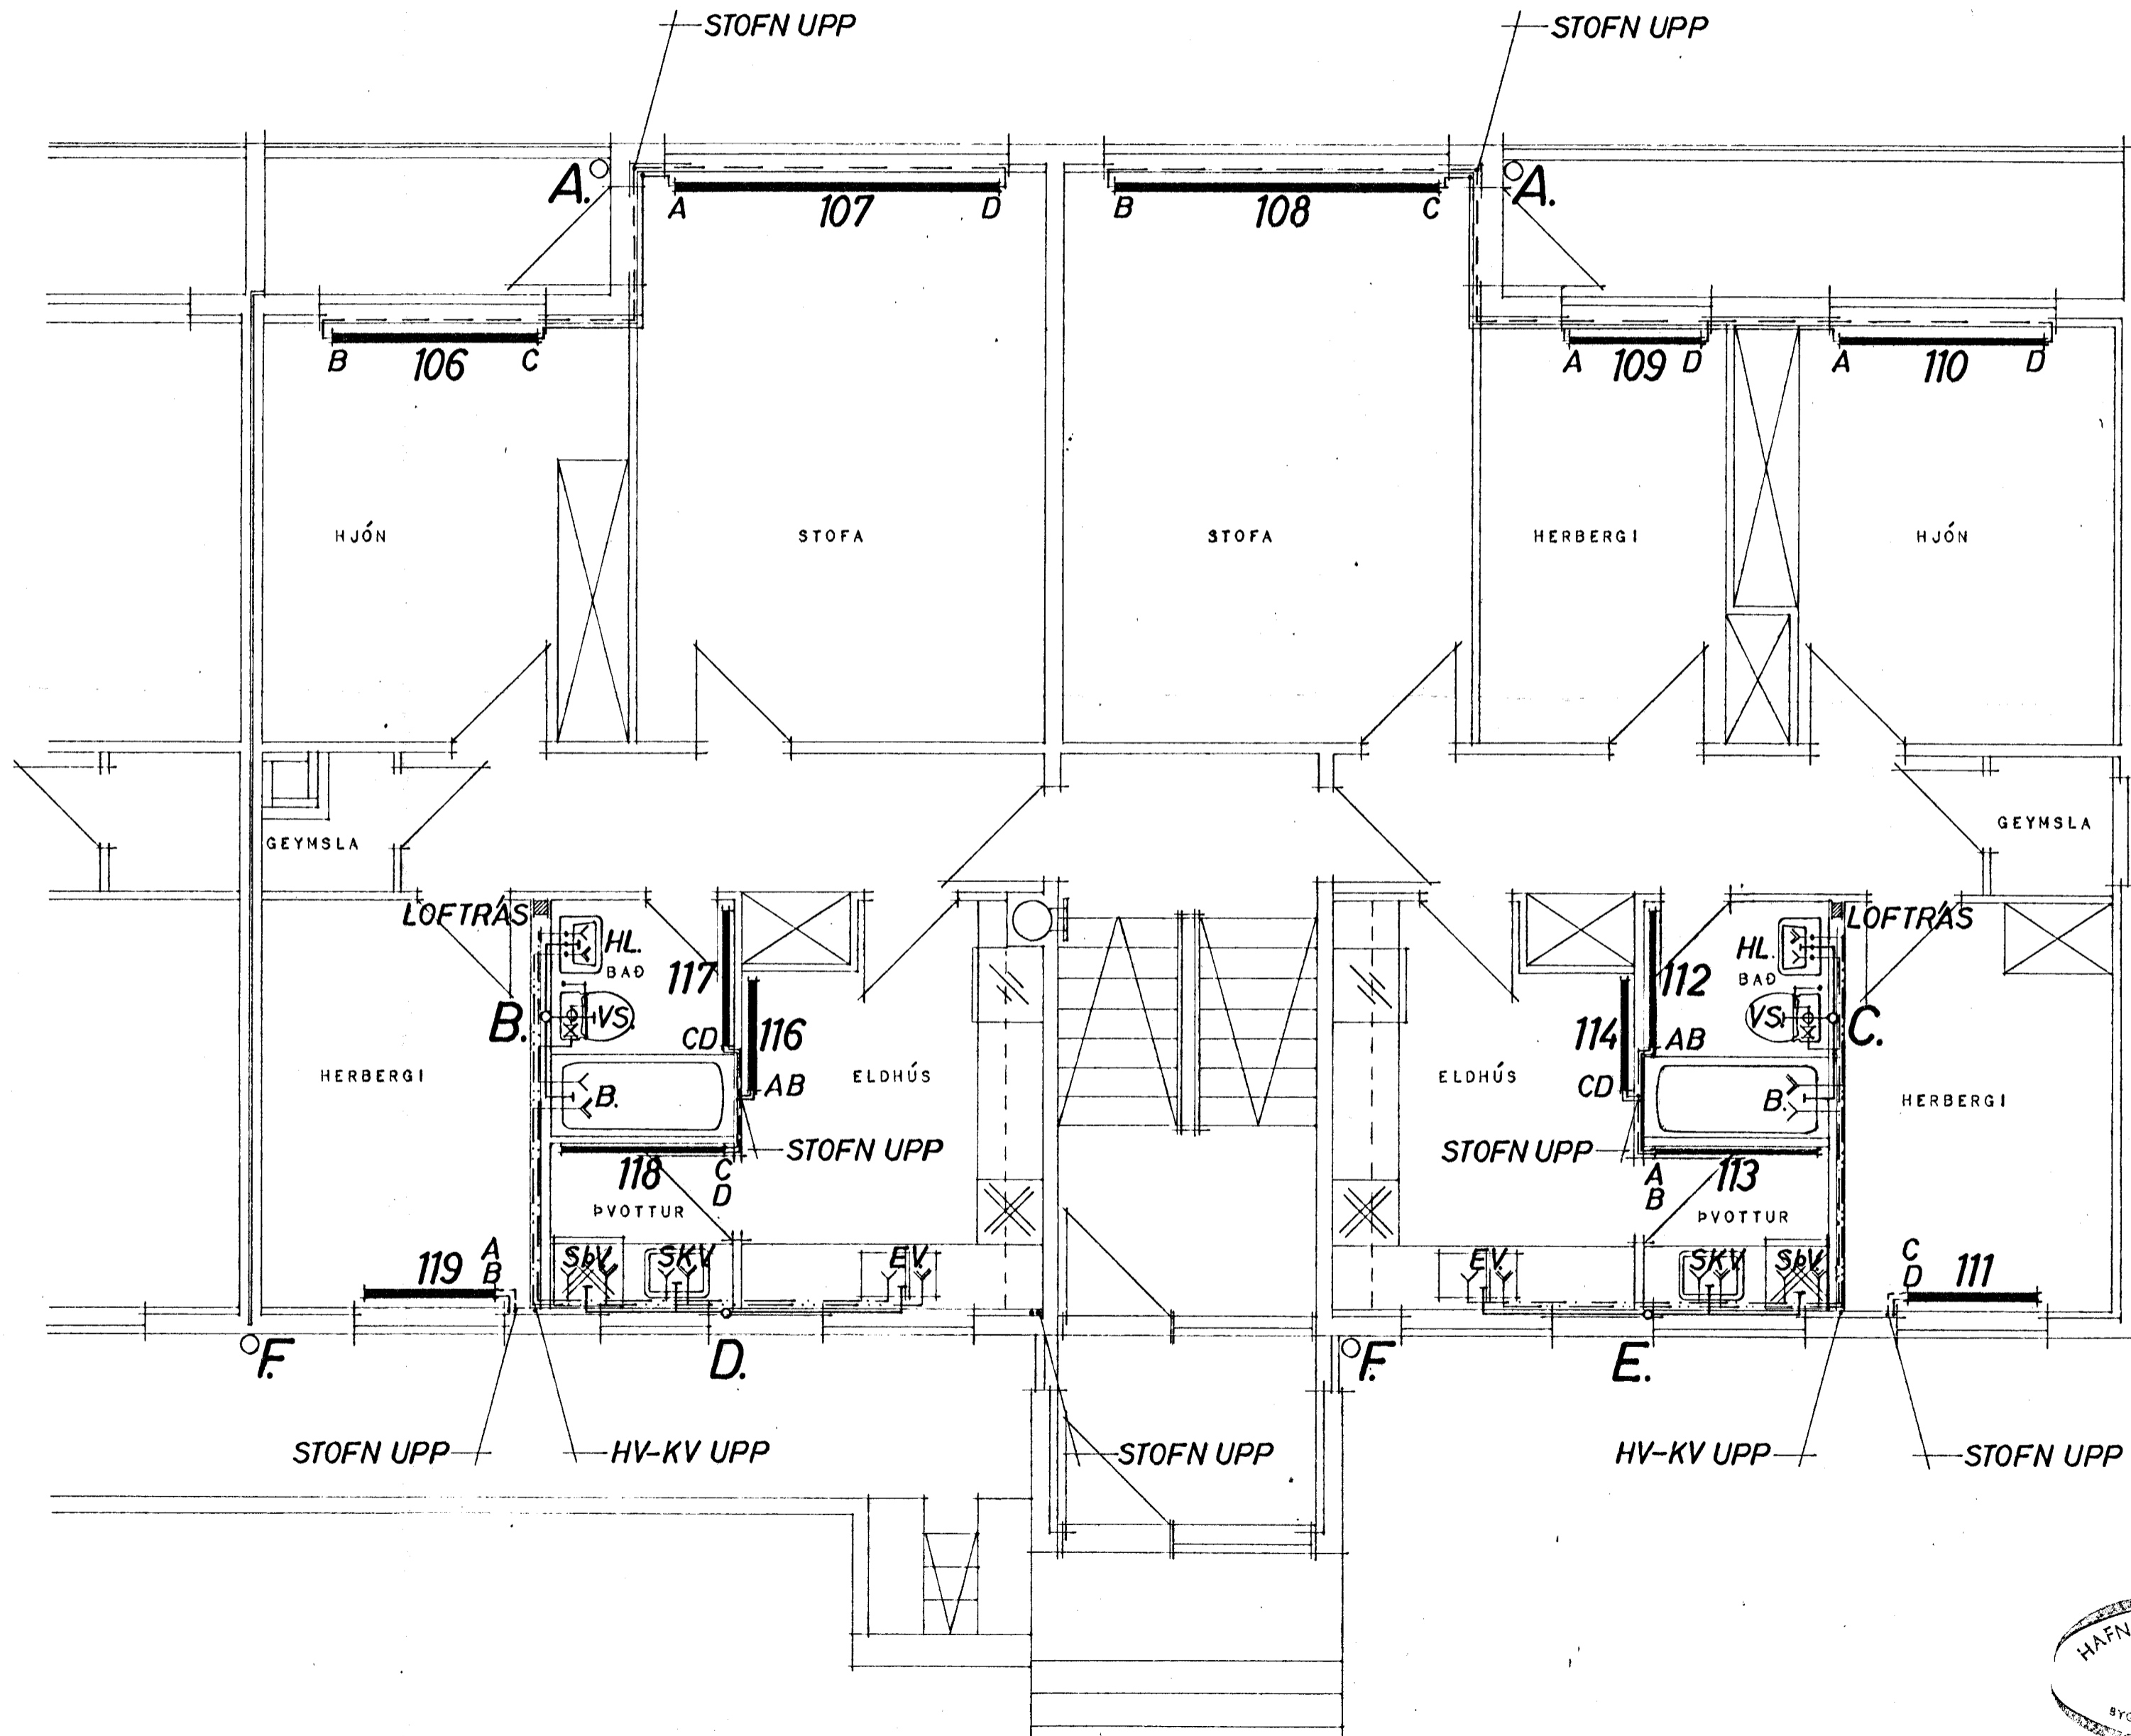 STOFN UPP
STOFN UPP
A.
A.
A 107 D
B 108 C
B 106 C
A 109 D
A 110 D
HJÓN
STOFA
STOFA
HERBERGI
HJÓN
GEYMSLA
GEYMSLA
LOFTRÁS
LOFTRÁS
HL.
BAÐ
117
VS.
B.
CD
116
AB
B.
HERBERGI
ELDHÚS
STOFN UPP
118
C
D
ÞVOTTUR
SÞV.
SKV.
EV.
119
A
B
HL.
BAÐ
112
VS.
C.
114
AB
CD
B.
ELDHÚS
HERBERGI
STOFN UPP
A
B
113
ÞVOTTUR
EV.
SKV.
SÞV.
C
D
111
F.
D.
F.
E.
STOFN UPP
HV-KV UPP
STOFN UPP
HV-KV UPP
STOFN UPP
HAFN